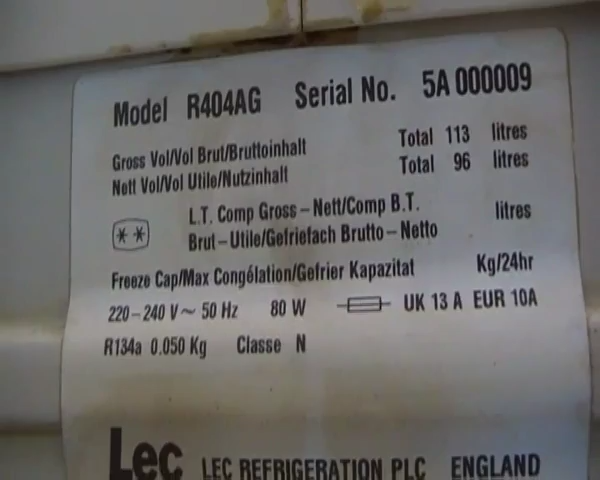 Model R404AG Serial No. 5A 000009
Gross Vol/Vol Brut/Bruttoinhalt Total 113 litres
Nett Vol/Vol Utile/Nutzinhalt Total 96 litres
L.T. Comp Gross – Nett/Comp B.T. litres
Brut – Utile/Gefriefach Brutto – Netto
Freeze Cap/Max Congélation/Gefrier Kapazitat Kg/24hr
220 – 240 V ~ 50 Hz 80 W UK 13 A EUR 10A
R134a 0.050 Kg Classe N
Lec LEC REFRIGERATION PLC ENGLAND